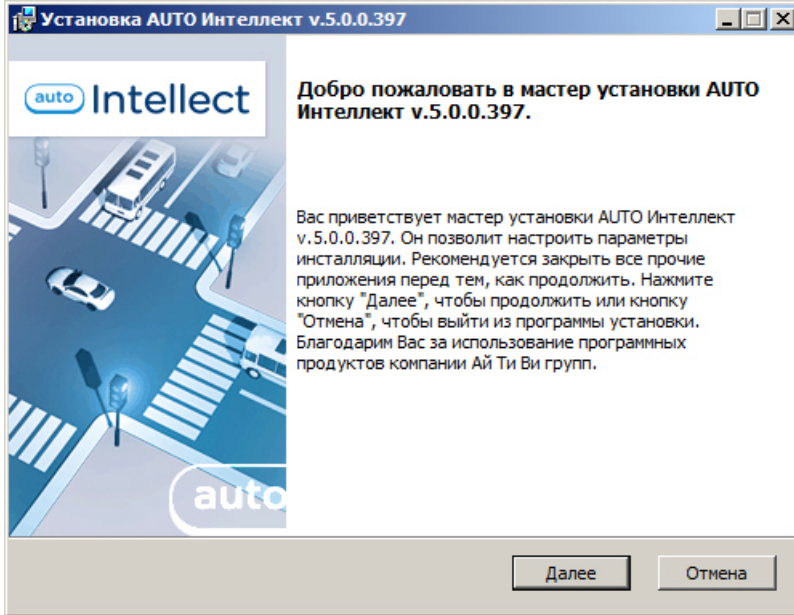 Установка AUTO Интеллект v.5.0.0.397
auto Intellect
Добро пожаловать в мастер установки AUTO
Интеллект v.5.0.0.397.
Вас приветствует мастер установки AUTO Интеллект
v.5.0.0.397. Он позволит настроить параметры
инсталляции. Рекомендуется закрыть все прочие
приложения перед тем, как продолжить. Нажмите
кнопку "Далее", чтобы продолжить или кнопку
"Отмена", чтобы выйти из программы установки.
Благодарим Вас за использование программных
продуктов компании Ай Ти Ви групп.
auto
Далее
Отмена